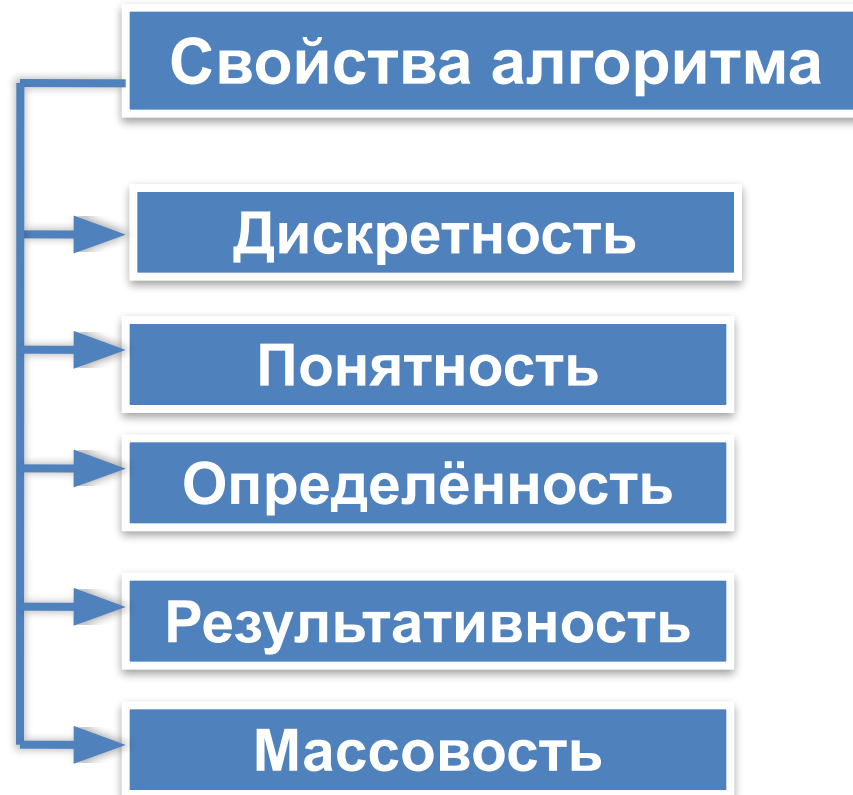 Свойства алгоритма
Дискретность
Понятность
Определённость
Результативность
Массовость